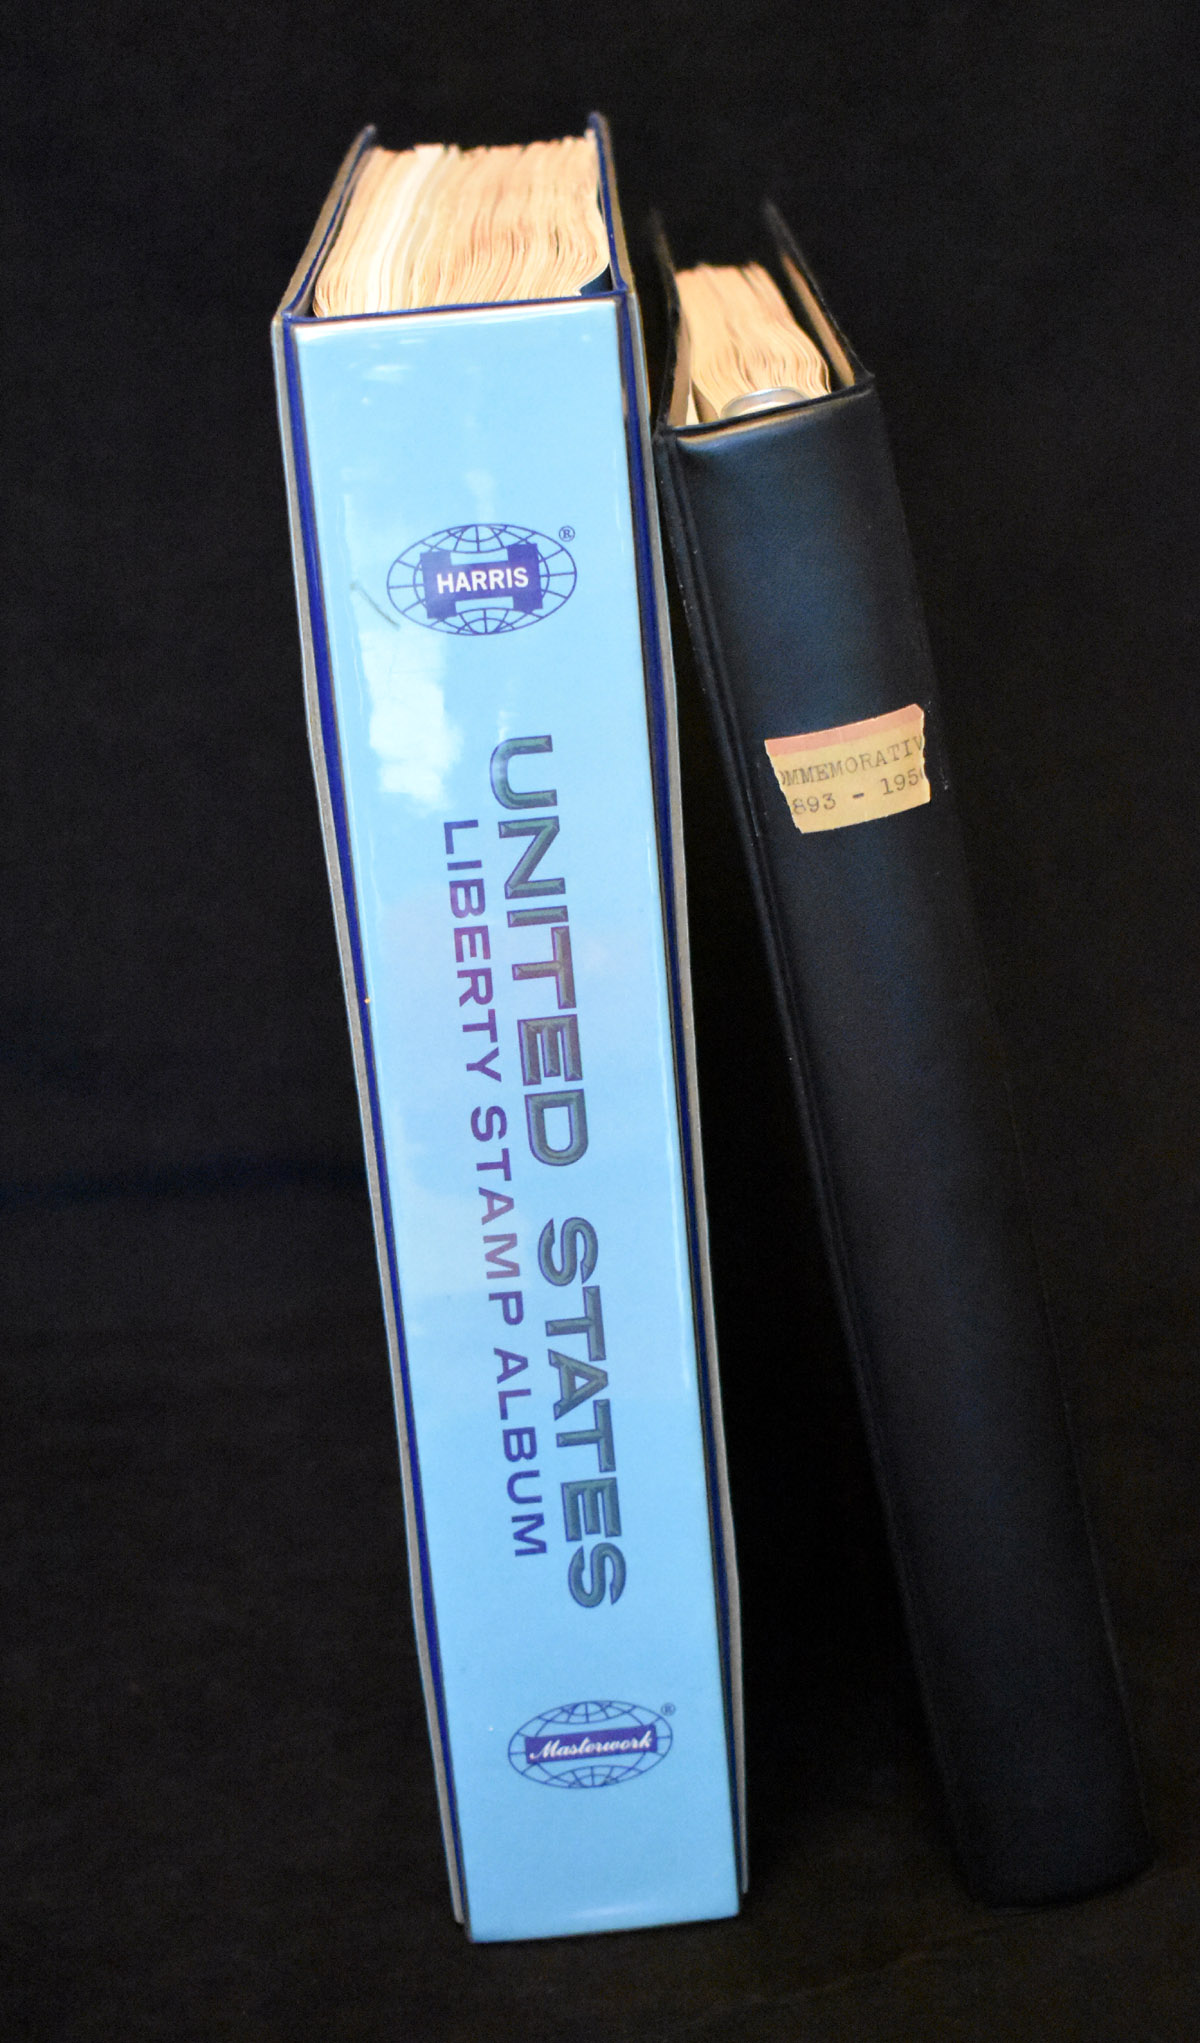 HARRIS ®
UNITED STATES
LIBERTY STAMP ALBUM
Masterwork ®
OMMEMORATIV
893 - 195